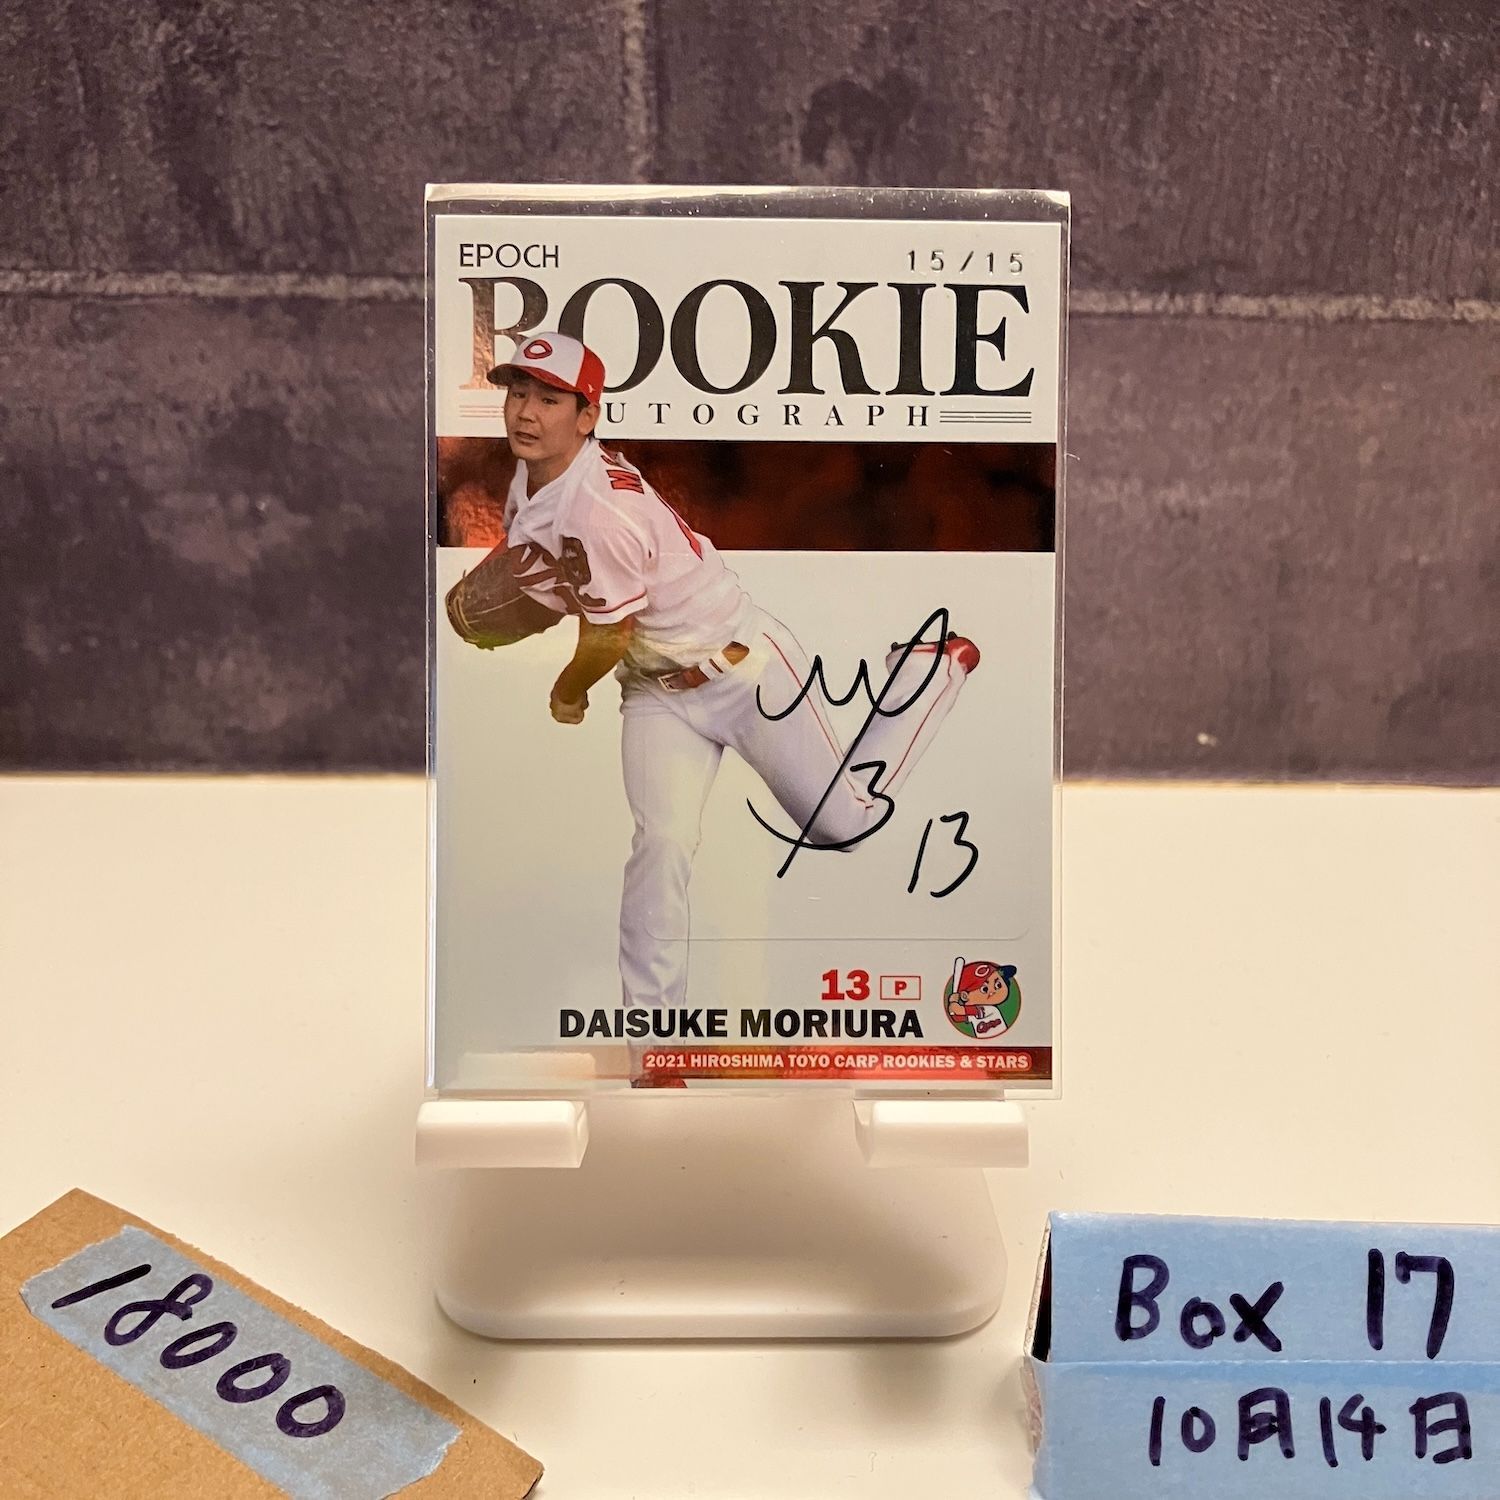 EPOCH
15/15
ROOKIE
AUTOGRAPH
13
13 P
DAISUKE MORIURA
2021 HIROSHIMA TOYO CARP ROOKIES & STARS
18000
Box 17
10月14日